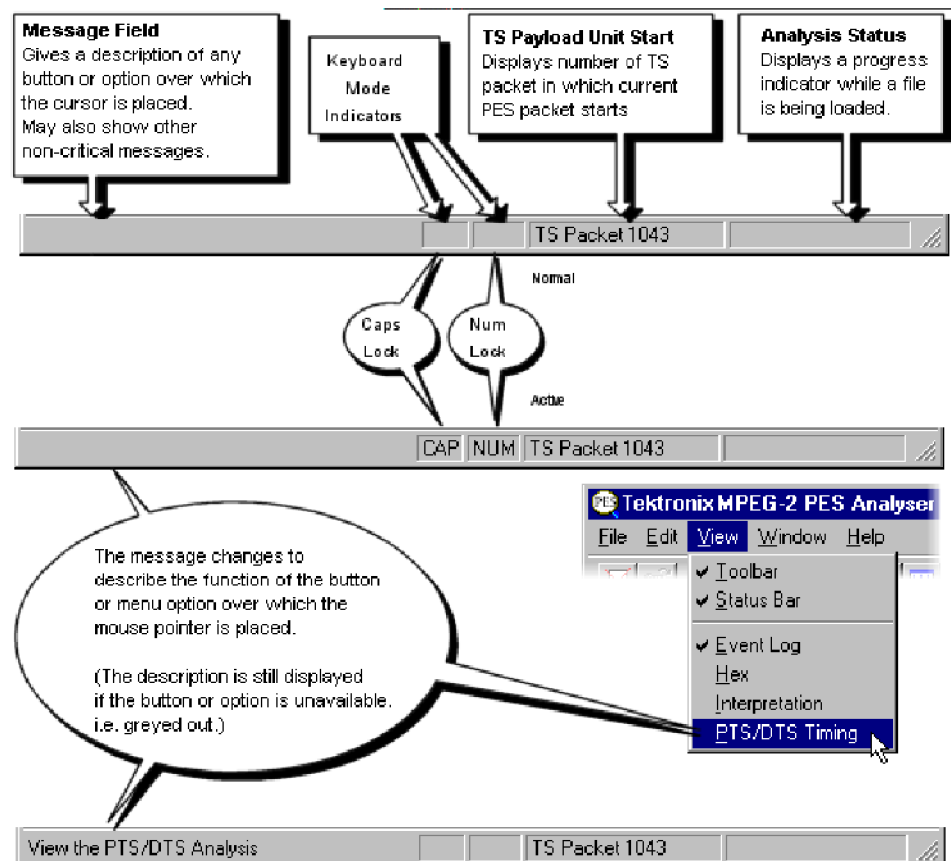 Message Field
Gives a description of any
button or option over which
the cursor is placed.
May also show other
non-critical messages.
Keyboard
Mode
Indicators
TS Payload Unit Start
Displays number of TS
packet in which current
PES packet starts
Analysis Status
Displays a progress
indicator while a file
is being loaded.
TS Packet 1043
Normal
Caps
Lock
Num
Lock
Active
CAP NUM TS Packet 1043
PES Tektronix MPEG-2 PES Analyser
File Edit View Window Help
Toolbar
Status Bar
Event Log
Hex
Interpretation
PTS/DTS Timing
The message changes to
describe the function of the button
or menu option over which the
mouse pointer is placed.
(The description is still displayed
if the button or option is unavailable.
i.e. greyed out.)
View the PTS/DTS Analysis TS Packet 1043